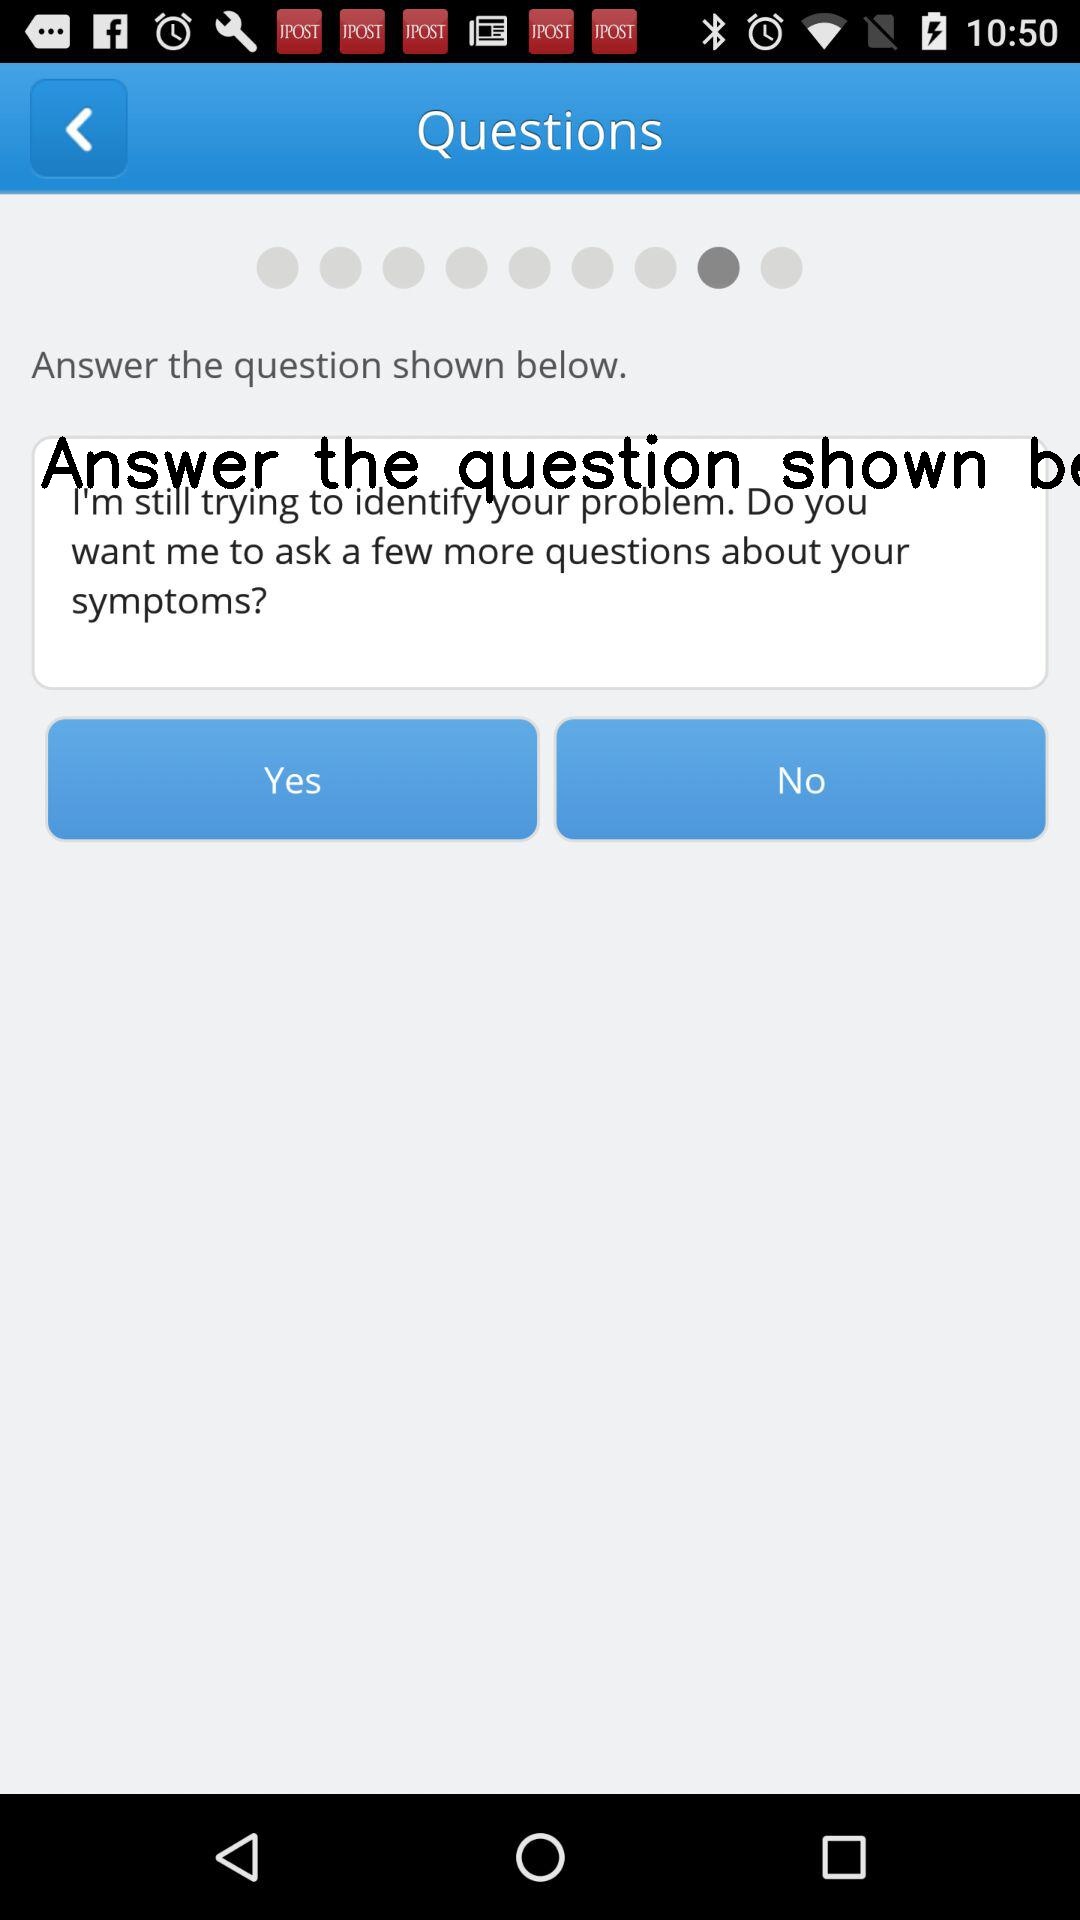 JPOST JPOST JPOST JPOST JPOST 10:50
Questions
Answer the question shown below.
Answer the question shown be
I'm still trying to identify your problem. Do you
want me to ask a few more questions about your
symptoms?
Yes No